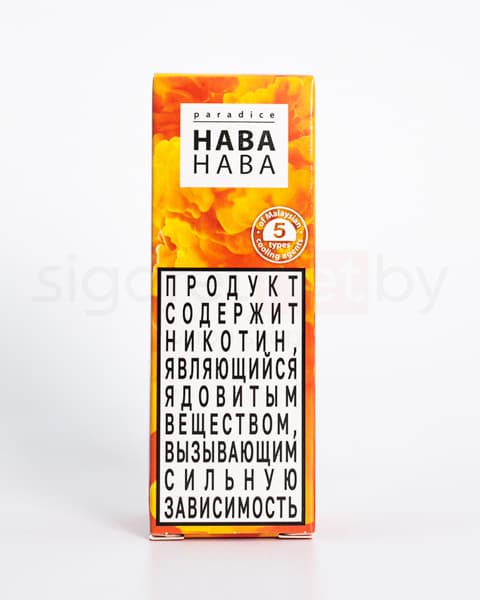 paradice
HABA
HABA
of Malaysian
5
types
cooling agents
ПРОДУКТ
СОДЕРЖИТ
НИКОТИН,
ЯВЛЯЮЩИЙСЯ
ЯДОВИТЫМ
ВЕЩЕСТВОМ,
ВЫЗЫВАЮЩИМ
СИЛЬНУЮ
ЗАВИСИМОСТЬ